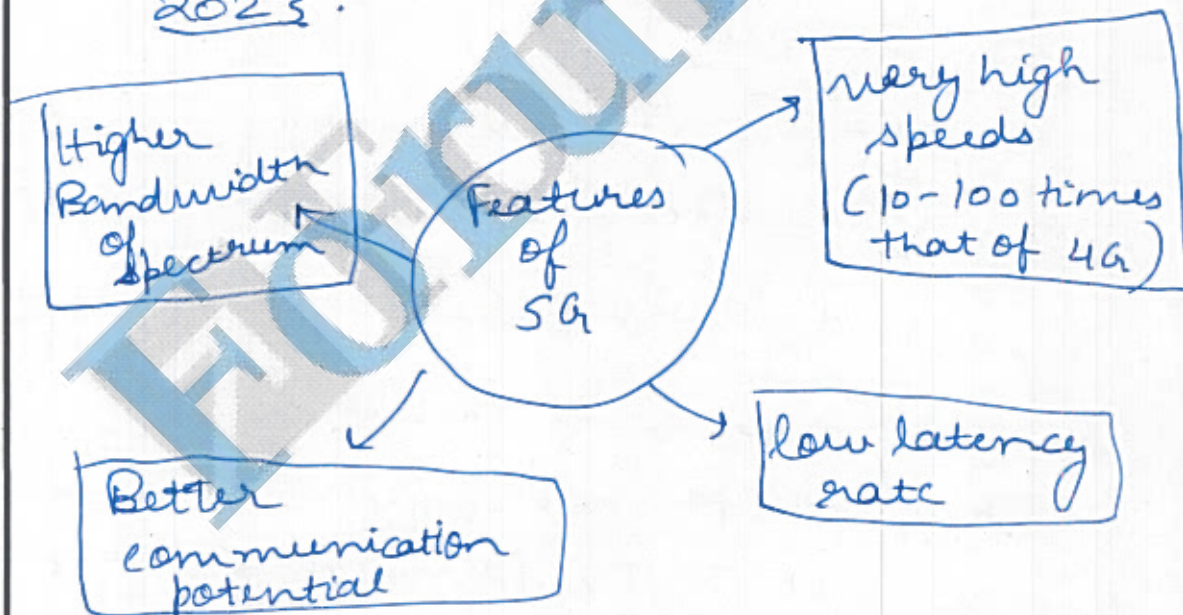 2023.
Higher
Bandwidth
of
spectrum
Features
of
5G
very high
speeds
(10-100 times
that of 4G)
Better
communication
potential
low latency
rate
Forum